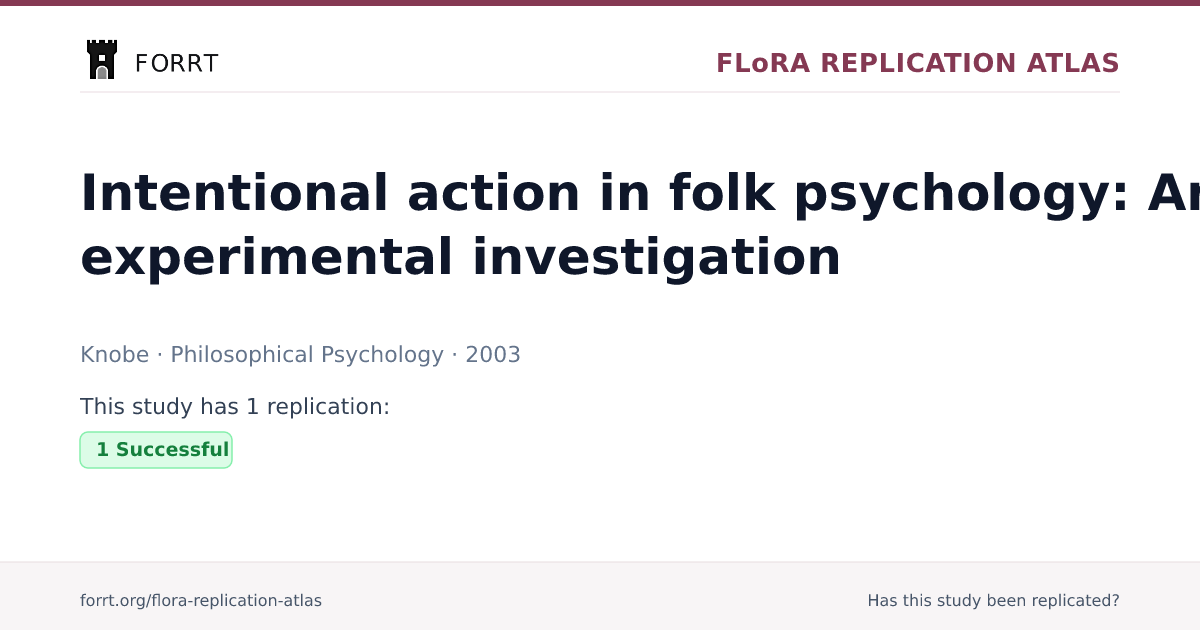 FORRT
FLoRA REPLICATION ATLAS
Intentional action in folk psychology:
experimental investigation
Knobe · Philosophical Psychology · 2003
This study has 1 replication:
1 Successful
forrt.org/flora-replication-atlas
Has this study been replicated?